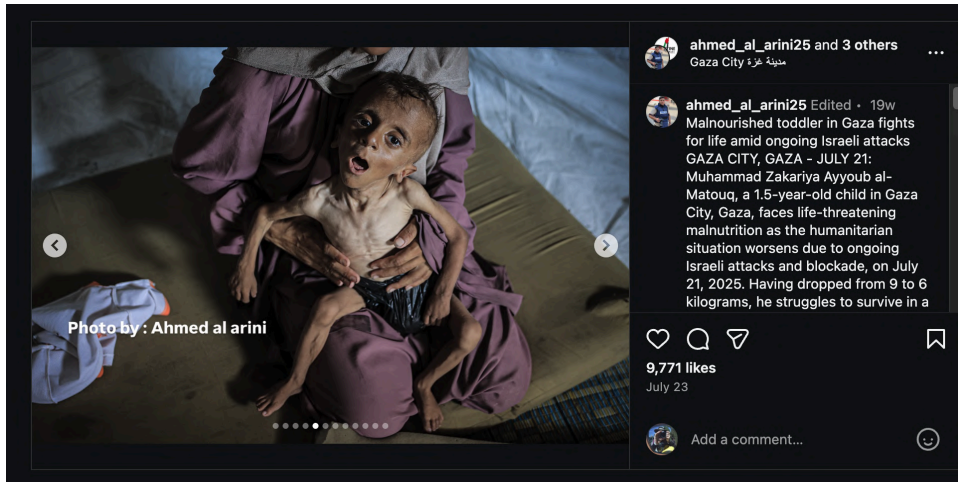 ahmed_al_arini25 and 3 others
Gaza City مدينة غزة
ahmed_al_arini25 Edited • 19w
Malnourished toddler in Gaza fights
for life amid ongoing Israeli attacks
GAZA CITY, GAZA - JULY 21:
Muhammad Zakariya Ayyoub al-
Matouq, a 1.5-year-old child in Gaza
City, Gaza, faces life-threatening
malnutrition as the humanitarian
situation worsens due to ongoing
Israeli attacks and blockade, on July
21, 2025. Having dropped from 9 to 6
kilograms, he struggles to survive in a
Photo by : Ahmed al arini
9,771 likes
July 23
Add a comment...